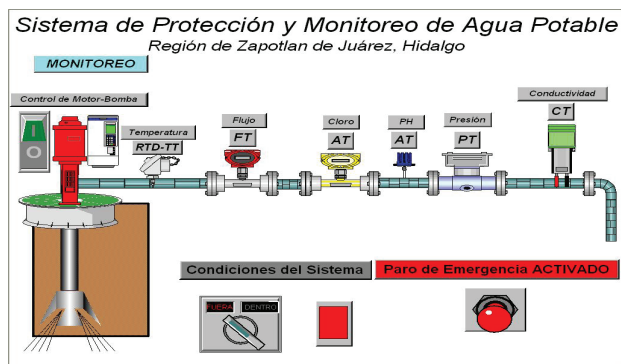 Sistema de Protección y Monitoreo de Agua Potable
Región de Zapotlan de Juárez, Hidalgo
MONITOREO
Control de Motor-Bomba
Temperatura
RTD-TT
Flujo
FT
Cloro
AT
PH
AT
Presión
PT
Conductividad
CT
I
O
Condiciones del Sistema
Paro de Emergencia ACTIVADO
FUERA
DENTRO